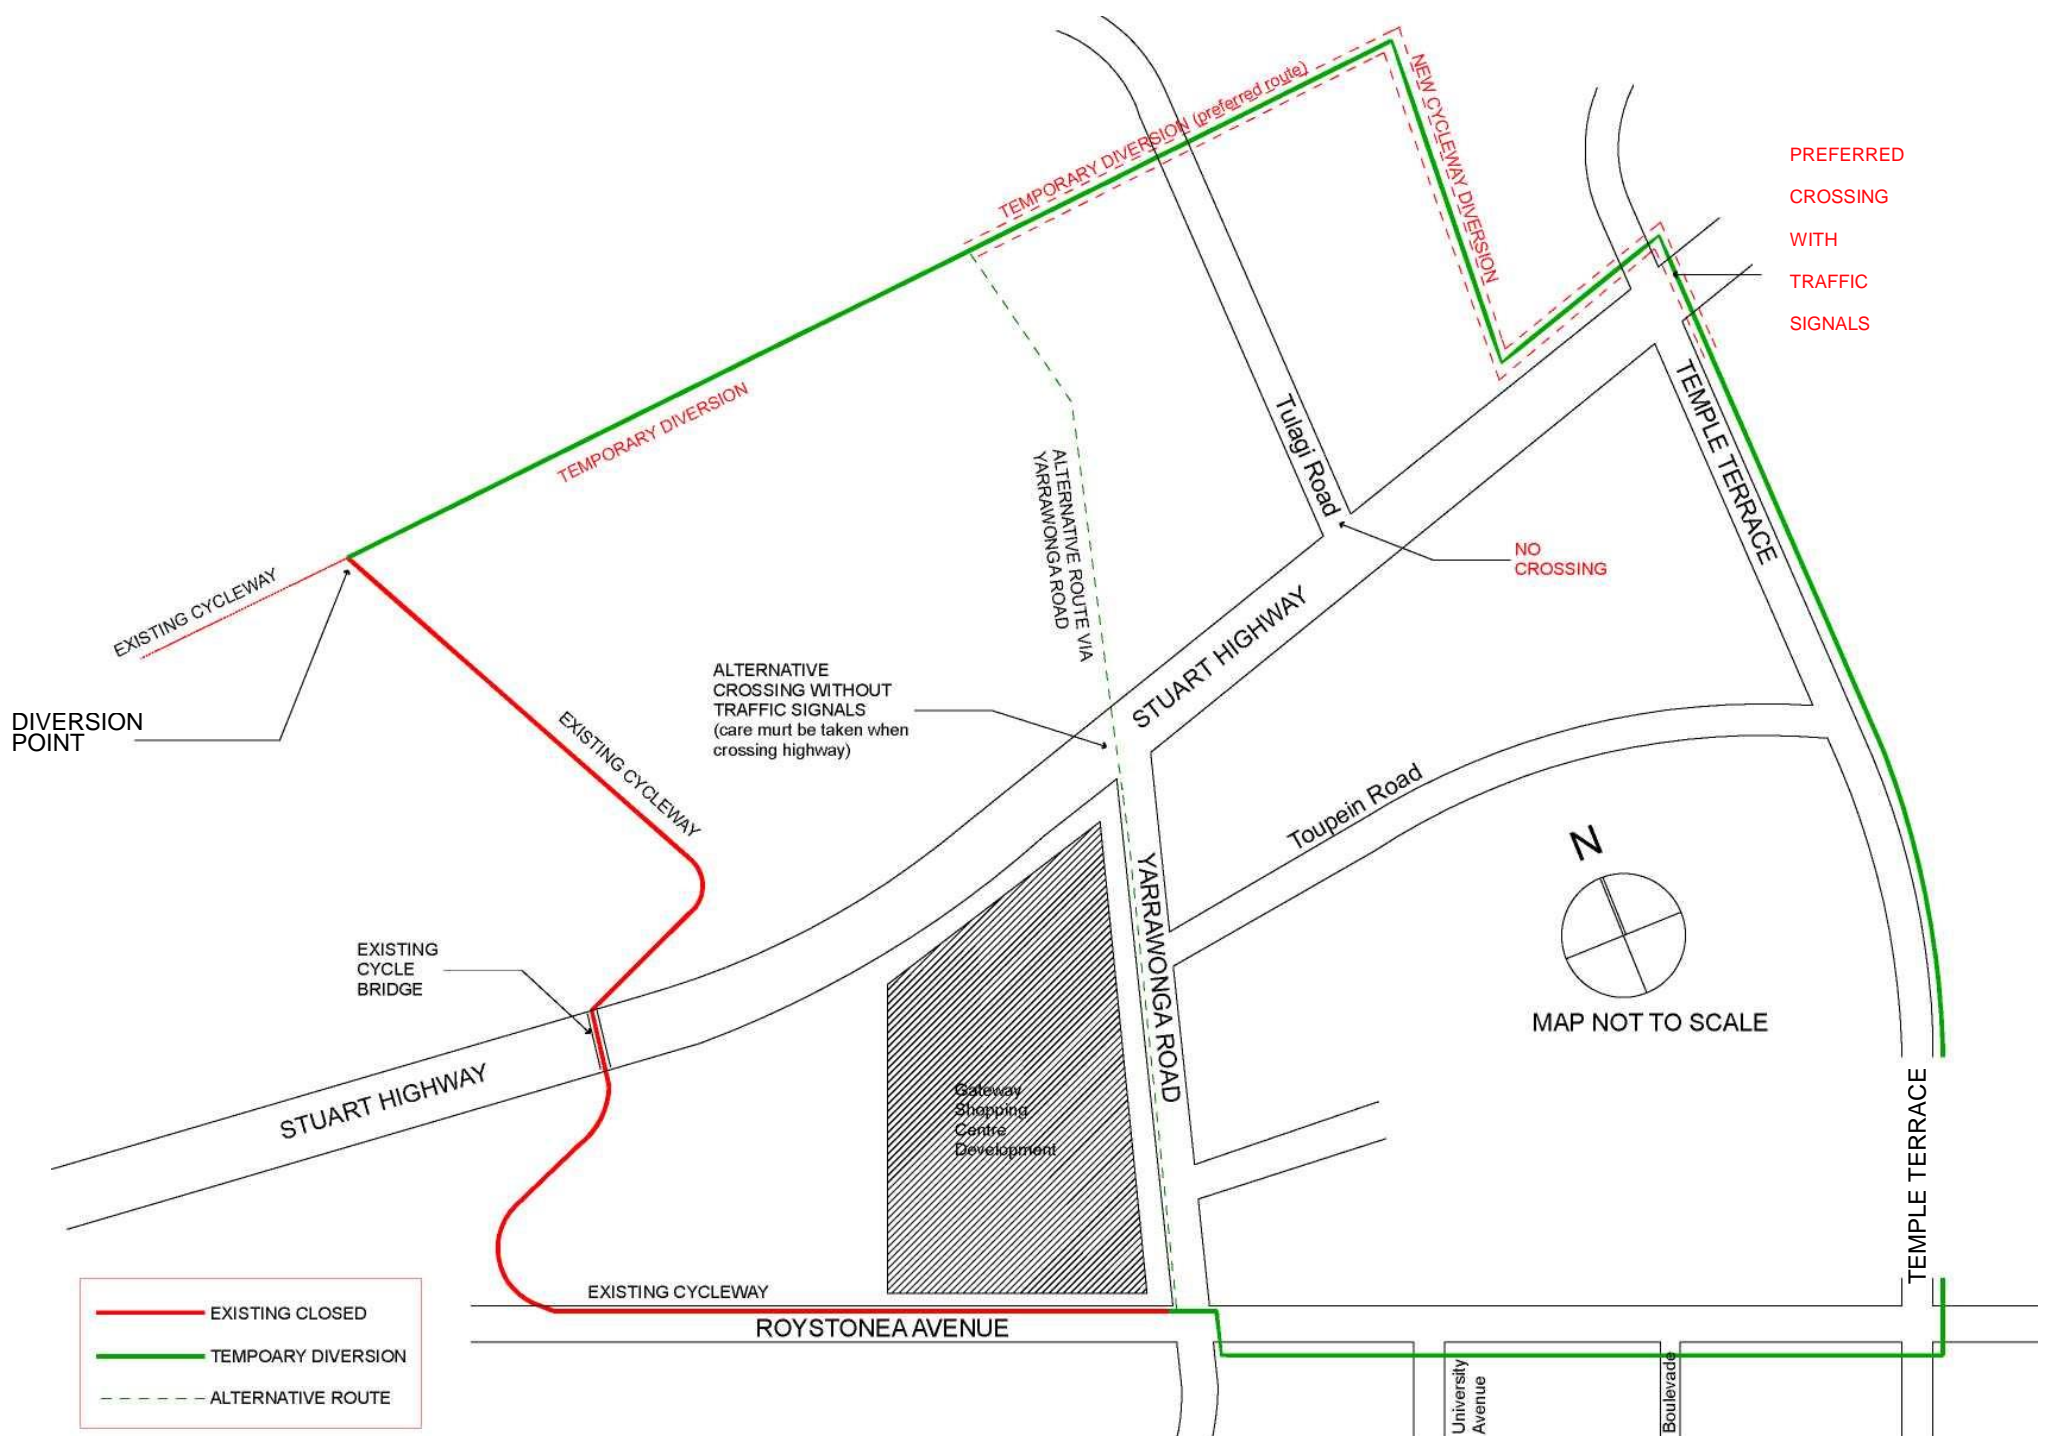 TEMPORARY DIVERSION (preferred route)
NEW CYCLEWAY DIVERSION
PREFERRED
CROSSING
WITH
TRAFFIC
SIGNALS
TEMPORARY DIVERSION
Tulagi Road
TEMPLE TERRACE
ALTERNATIVE ROUTE VIA
YARRAWONGA ROAD
NO
CROSSING
EXISTING CYCLEWAY
DIVERSION
POINT
EXISTING CYCLEWAY
ALTERNATIVE
CROSSING WITHOUT
TRAFFIC SIGNALS
(care murt be taken when
crossing highway)
STUART HIGHWAY
Toupein Road
N
MAP NOT TO SCALE
YARRAWONGA ROAD
EXISTING
CYCLE
BRIDGE
STUART HIGHWAY
Gateway
Shopping
Centre
Development
TEMPLE TERRACE
EXISTING CYCLEWAY
ROYSTONEA AVENUE
University
Avenue
Boulevade
EXISTING CLOSED
TEMPOARY DIVERSION
ALTERNATIVE ROUTE